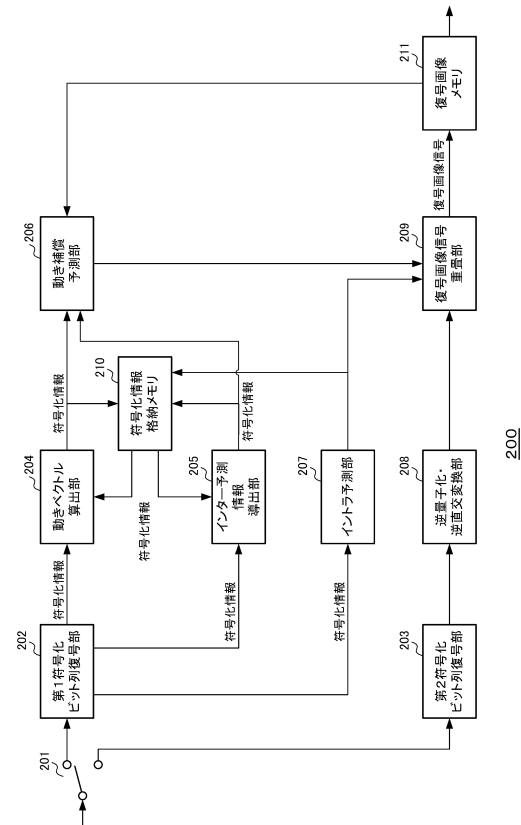 201
202
第1符号化
ビット列復号部
符号化情報
204
動きベクトル
算出部
符号化情報
206
動き補償
予測部
210
符号化情報
格納メモリ
符号化情報
符号化情報
205
インター予測
情報
導出部
符号化情報
207
イントラ予測部
符号化情報
203
第2符号化
ビット列復号部
208
逆量子化・
逆直交変換部
209
復号画像信号
重畳部
復号画像信号
211
復号画像
メモリ
200